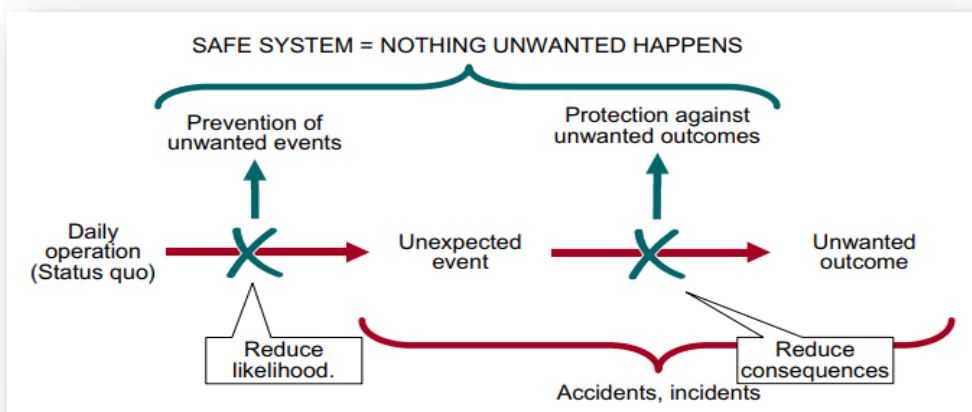 SAFE SYSTEM = NOTHING UNWANTED HAPPENS
Prevention of
unwanted events
Protection against
unwanted outcomes
Daily
operation
(Status quo)
Unexpected
event
Unwanted
outcome
Reduce
likelihood.
Reduce
consequences
Accidents, incidents